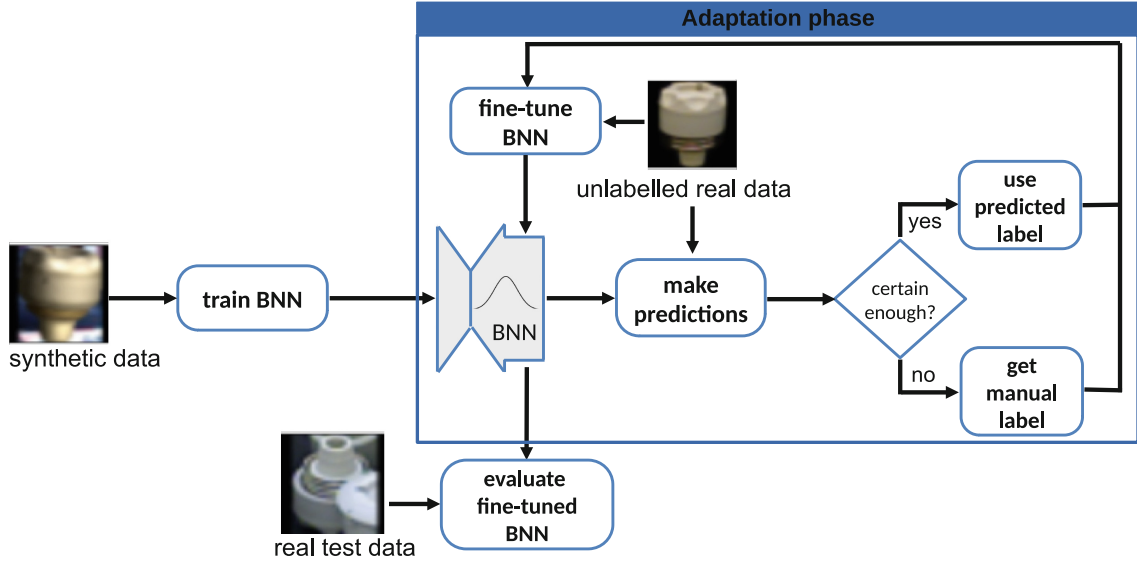 Adaptation phase
fine-tune
BNN
unlabelled real data
use
predicted
label
yes
synthetic data
train BNN
BNN
make
predictions
certain
enough?
no
get
manual
label
real test data
evaluate
fine-tuned
BNN